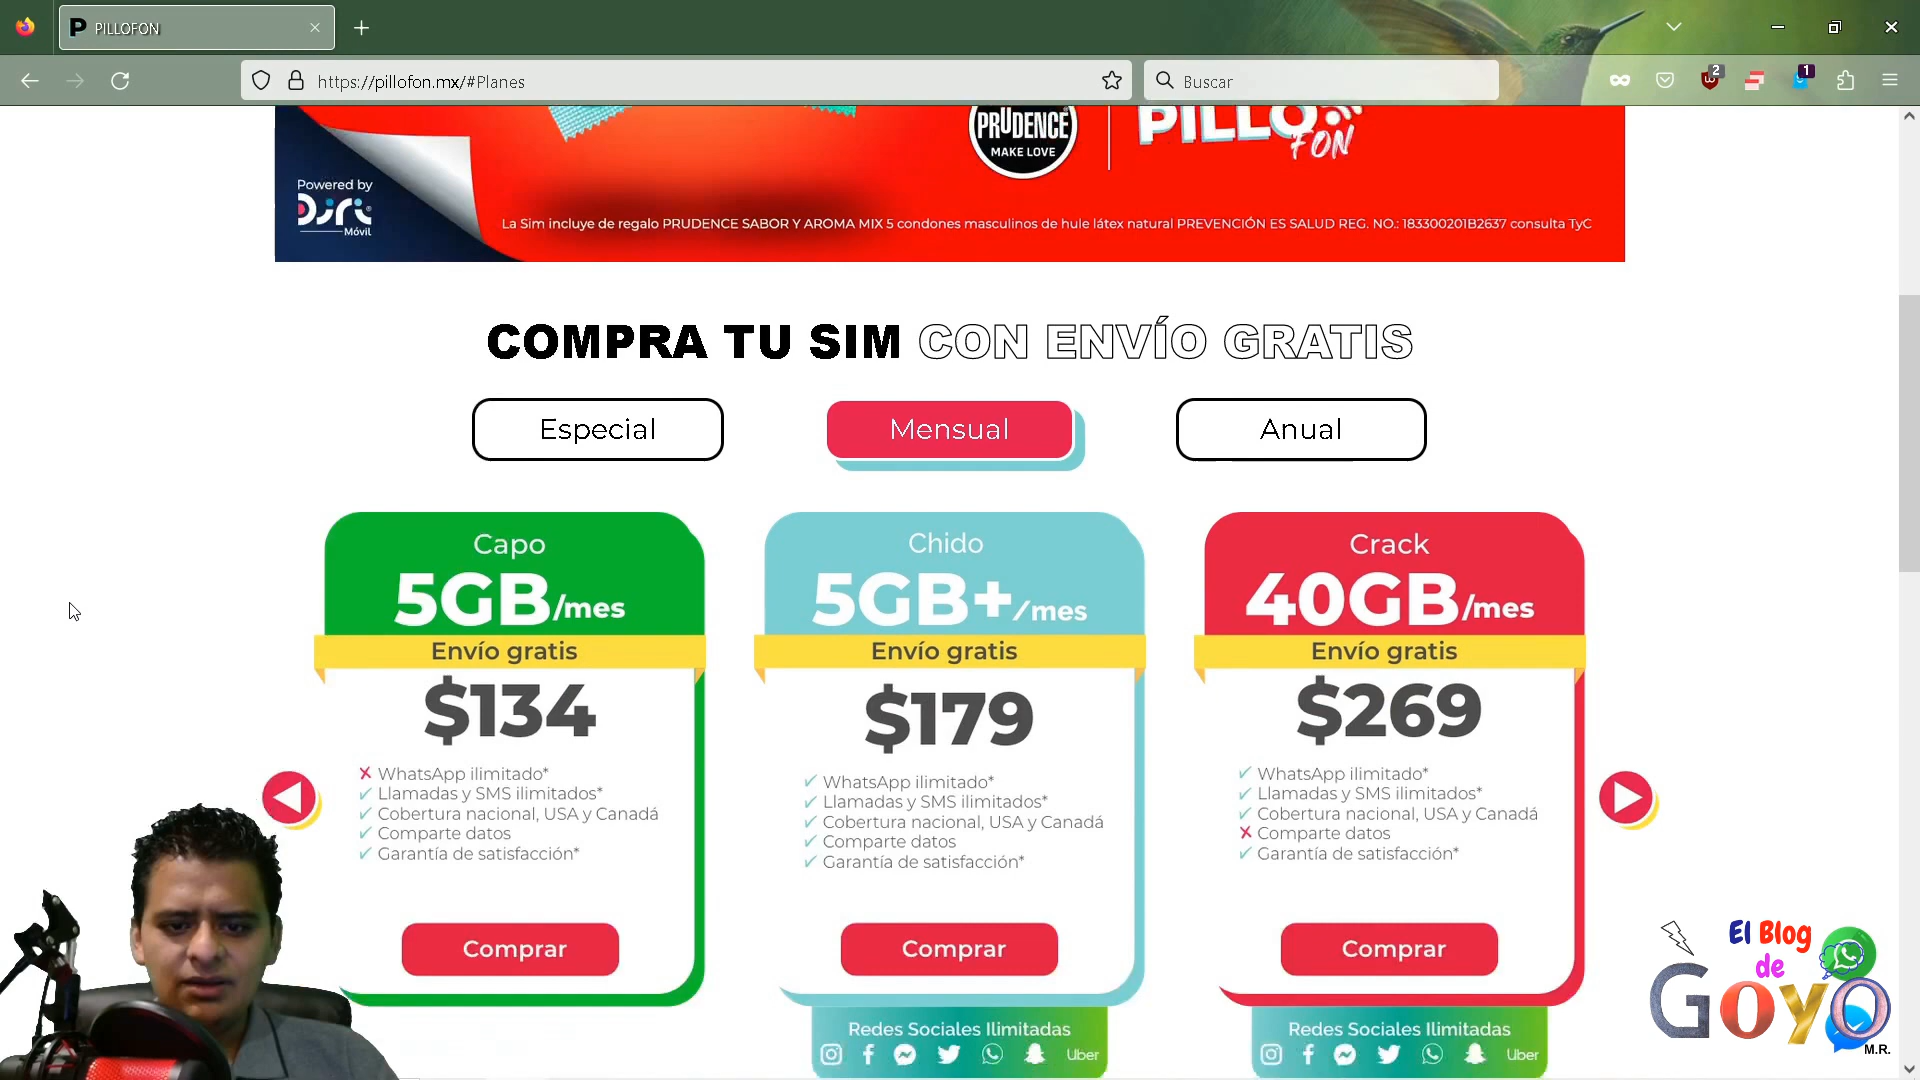 PILLOFON
https://pillofon.mx/#Planes
Buscar
2
1
PRUDENCE
MAKE LOVE
PILLO
FON
Powered by
Diri
Móvil
La Sim incluye de regalo PRUDENCE SABOR Y AROMA MIX 5 condones masculinos de hule látex natural PREVENCIÓN ES SALUD REG. NO.: 183300201B2637 consulta TyC
COMPRA TU SIM CON ENVÍO GRATIS
Especial
Mensual
Anual
Capo
5GB/mes
Envío gratis
$134
✗ WhatsApp ilimitado*
✓ Llamadas y SMS ilimitados*
✓ Cobertura nacional, USA y Canadá
✓ Comparte datos
✓ Garantía de satisfacción*
Comprar
Chido
5GB+/mes
Envío gratis
$179
✓ WhatsApp ilimitado*
✓ Llamadas y SMS ilimitados*
✓ Cobertura nacional, USA y Canadá
✓ Comparte datos
✓ Garantía de satisfacción*
Comprar
Redes Sociales Ilimitadas
Uber
Crack
40GB/mes
Envío gratis
$269
✓ WhatsApp ilimitado*
✓ Llamadas y SMS ilimitados*
✓ Cobertura nacional, USA y Canadá
✗ Comparte datos
✓ Garantía de satisfacción*
Comprar
Redes Sociales Ilimitadas
Uber
El Blog
de
GOYO
M.R.